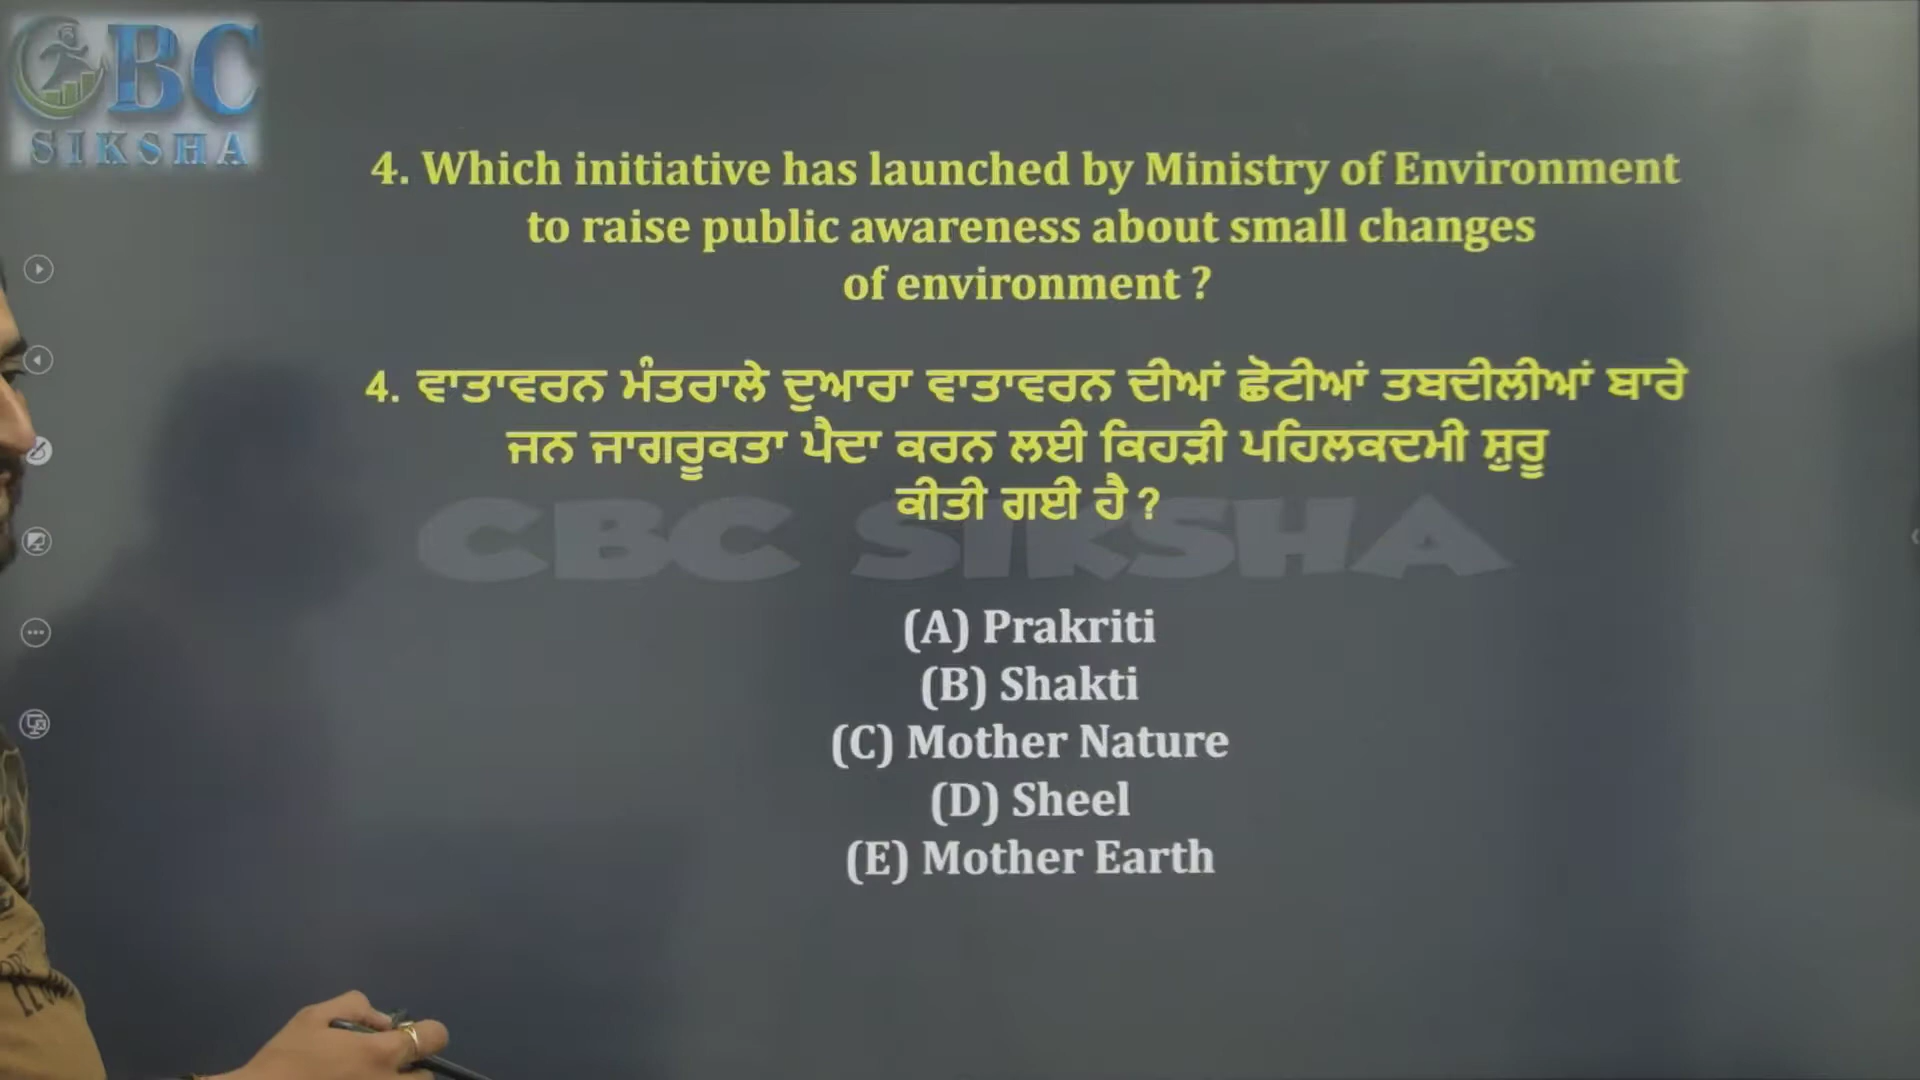 CBC
SIKSHA
4. Which initiative has launched by Ministry of Environment
to raise public awareness about small changes
of environment ?
4. ਵਾਤਾਵਰਨ ਮੰਤਰਾਲੇ ਦੁਆਰਾ ਵਾਤਾਵਰਨ ਦੀਆਂ ਛੋਟੀਆਂ ਤਬਦੀਲੀਆਂ ਬਾਰੇ
ਜਨ ਜਾਗਰੂਕਤਾ ਪੈਦਾ ਕਰਨ ਲਈ ਕਿਹੜੀ ਪਹਿਲਕਦਮੀ ਸ਼ੁਰੂ
ਕੀਤੀ ਗਈ ਹੈ ?
CBC SIKSHA
(A) Prakriti
(B) Shakti
(C) Mother Nature
(D) Sheel
(E) Mother Earth